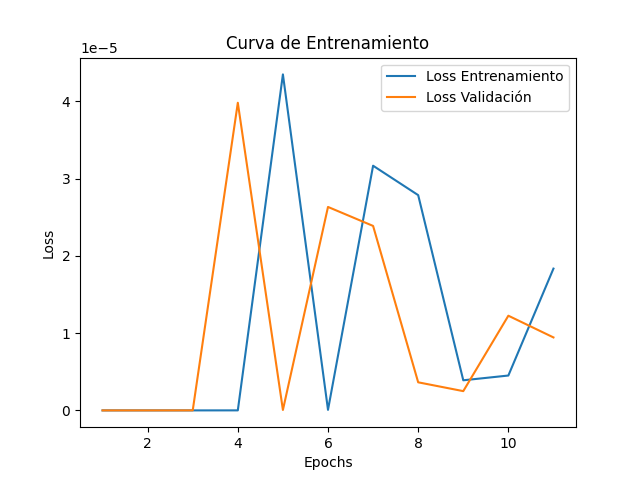 Curva de Entrenamiento
1e−5
Loss Entrenamiento
Loss Validación
4
3
2
1
0
Loss
2 4 6 8 10
Epochs